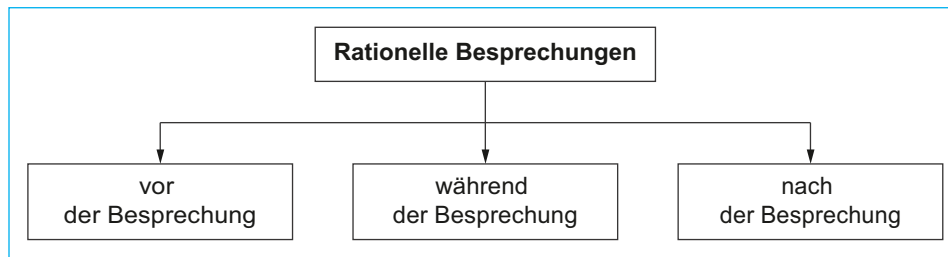 Rationelle Besprechungen
vor
der Besprechung
während
der Besprechung
nach
der Besprechung